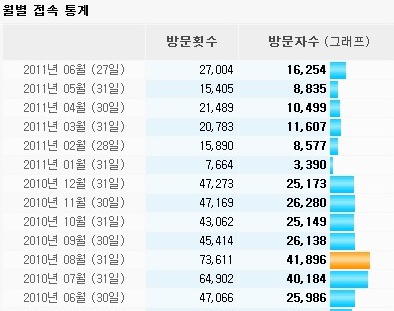 월별 접속 통계
방문횟수 방문자수 (그래프)
2011년 06월 (27일) 27,004 16,254
2011년 05월 (31일) 15,405 8,835
2011년 04월 (30일) 21,489 10,499
2011년 03월 (31일) 20,783 11,607
2011년 02월 (28일) 15,890 8,577
2011년 01월 (31일) 7,664 3,390
2010년 12월 (31일) 47,273 25,173
2010년 11월 (30일) 47,169 26,280
2010년 10월 (31일) 43,062 25,149
2010년 09월 (30일) 45,414 26,138
2010년 08월 (31일) 73,611 41,896
2010년 07월 (31일) 64,902 40,184
2010년 06월 (30일) 47,066 25,986